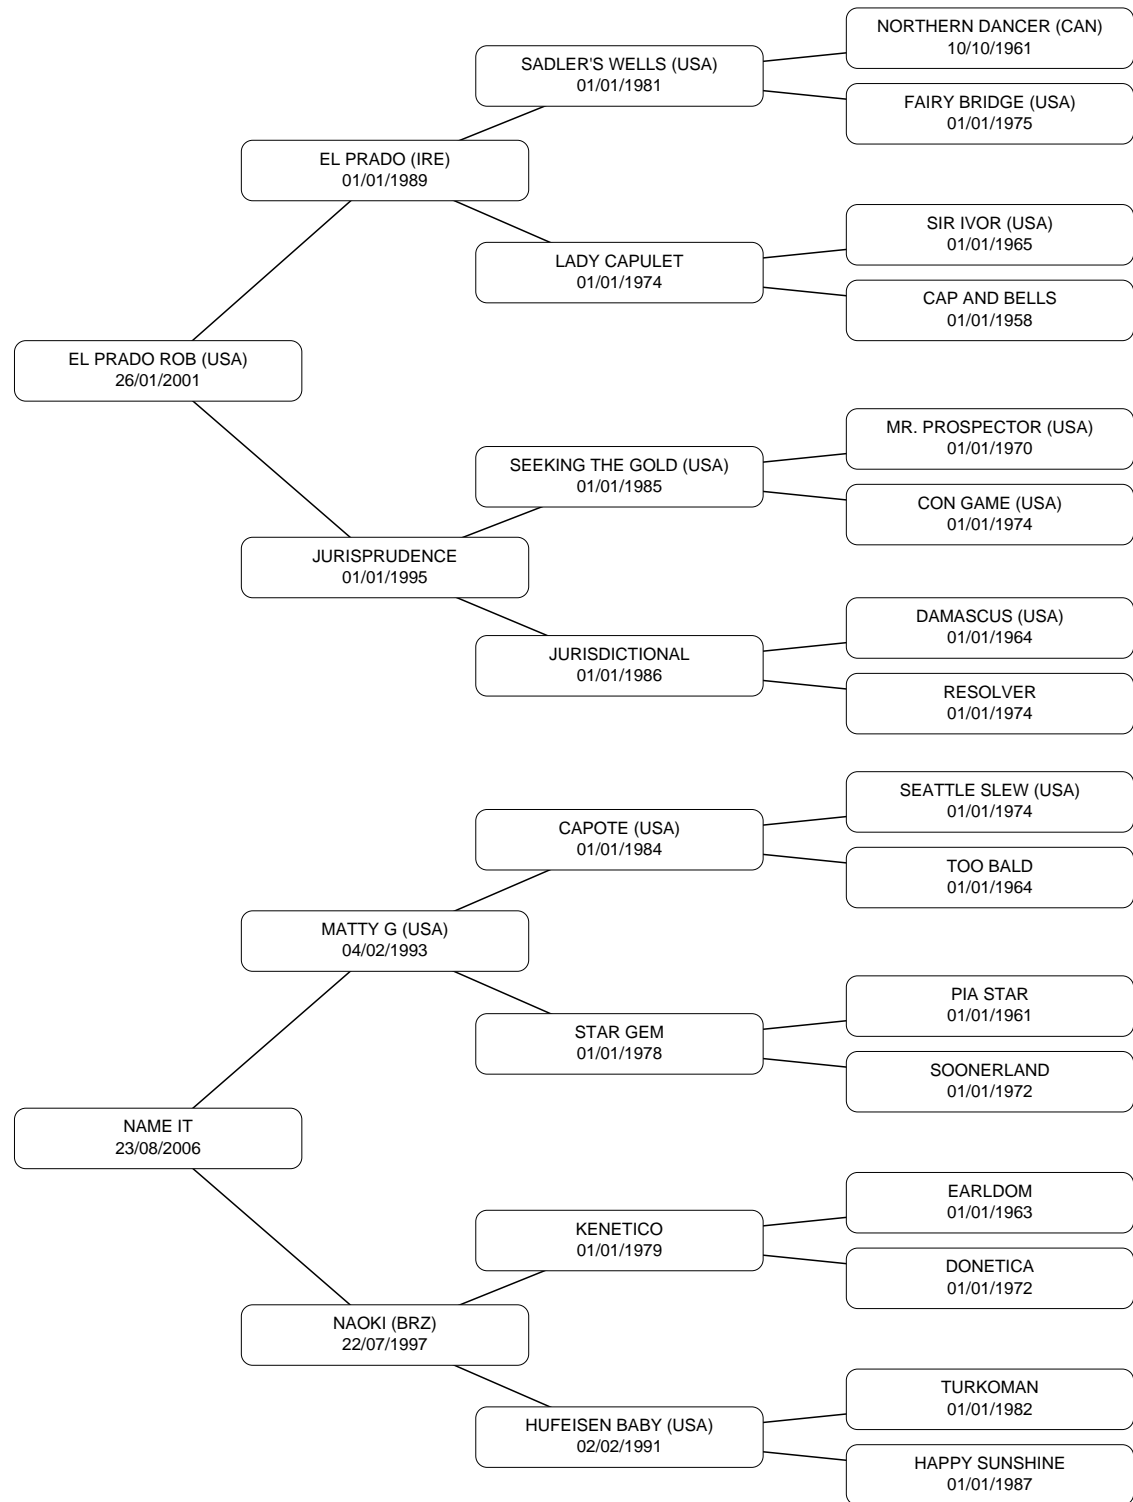 NORTHERN DANCER (CAN)
10/10/1961
SADLER'S WELLS (USA)
01/01/1981
FAIRY BRIDGE (USA)
01/01/1975
EL PRADO (IRE)
01/01/1989
SIR IVOR (USA)
01/01/1965
LADY CAPULET
01/01/1974
CAP AND BELLS
01/01/1958
EL PRADO ROB (USA)
26/01/2001
MR. PROSPECTOR (USA)
01/01/1970
SEEKING THE GOLD (USA)
01/01/1985
CON GAME (USA)
01/01/1974
JURISPRUDENCE
01/01/1995
DAMASCUS (USA)
01/01/1964
JURISDICTIONAL
01/01/1986
RESOLVER
01/01/1974
SEATTLE SLEW (USA)
01/01/1974
CAPOTE (USA)
01/01/1984
TOO BALD
01/01/1964
MATTY G (USA)
04/02/1993
PIA STAR
01/01/1961
STAR GEM
01/01/1978
SOONERLAND
01/01/1972
NAME IT
23/08/2006
EARLDOM
01/01/1963
KENETICO
01/01/1979
DONETICA
01/01/1972
NAOKI (BRZ)
22/07/1997
TURKOMAN
01/01/1982
HUFEISEN BABY (USA)
02/02/1991
HAPPY SUNSHINE
01/01/1987